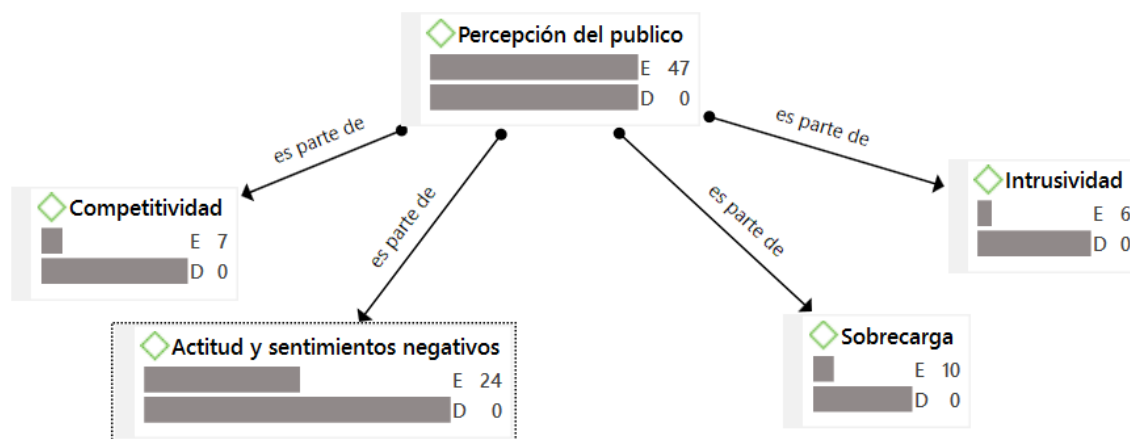 Percepción del publico
E 47
D 0
es parte de
es parte de
es parte de
es parte de
Competitividad
E 7
D 0
Intrusividad
E 6
D 0
Actitud y sentimientos negativos
E 24
D 0
Sobrecarga
E 10
D 0